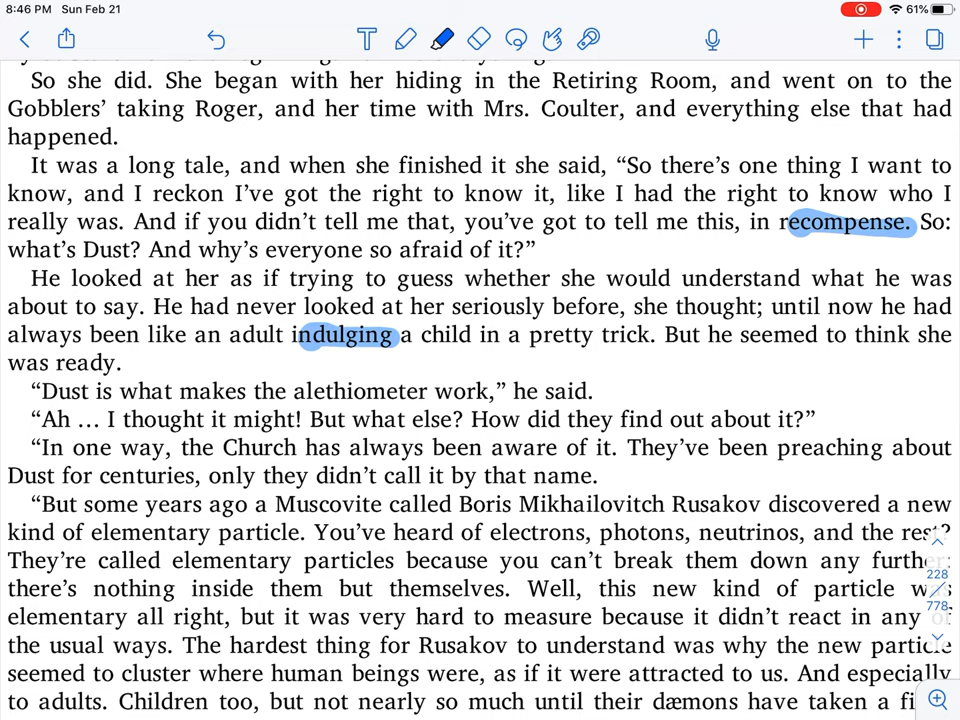 8:46 PM Sun Feb 21 61%
So she did. She began with her hiding in the Retiring Room, and went on to the
Gobblers’ taking Roger, and her time with Mrs. Coulter, and everything else that had
happened.
It was a long tale, and when she finished it she said, “So there’s one thing I want to
know, and I reckon I’ve got the right to know it, like I had the right to know who I
really was. And if you didn’t tell me that, you’ve got to tell me this, in recompense. So:
what’s Dust? And why’s everyone so afraid of it?”
He looked at her as if trying to guess whether she would understand what he was
about to say. He had never looked at her seriously before, she thought; until now he had
always been like an adult indulging a child in a pretty trick. But he seemed to think she
was ready.
“Dust is what makes the alethiometer work,” he said.
“Ah … I thought it might! But what else? How did they find out about it?”
“In one way, the Church has always been aware of it. They’ve been preaching about
Dust for centuries, only they didn’t call it by that name.
“But some years ago a Muscovite called Boris Mikhailovitch Rusakov discovered a new
kind of elementary particle. You’ve heard of electrons, photons, neutrinos, and the rest?
They’re called elementary particles because you can’t break them down any further:
there’s nothing inside them but themselves. Well, this new kind of particle was
elementary all right, but it was very hard to measure because it didn’t react in any of
the usual ways. The hardest thing for Rusakov to understand was why the new particle
seemed to cluster where human beings were, as if it were attracted to us. And especially
to adults. Children too, but not nearly so much until their dæmons have taken a
228
778